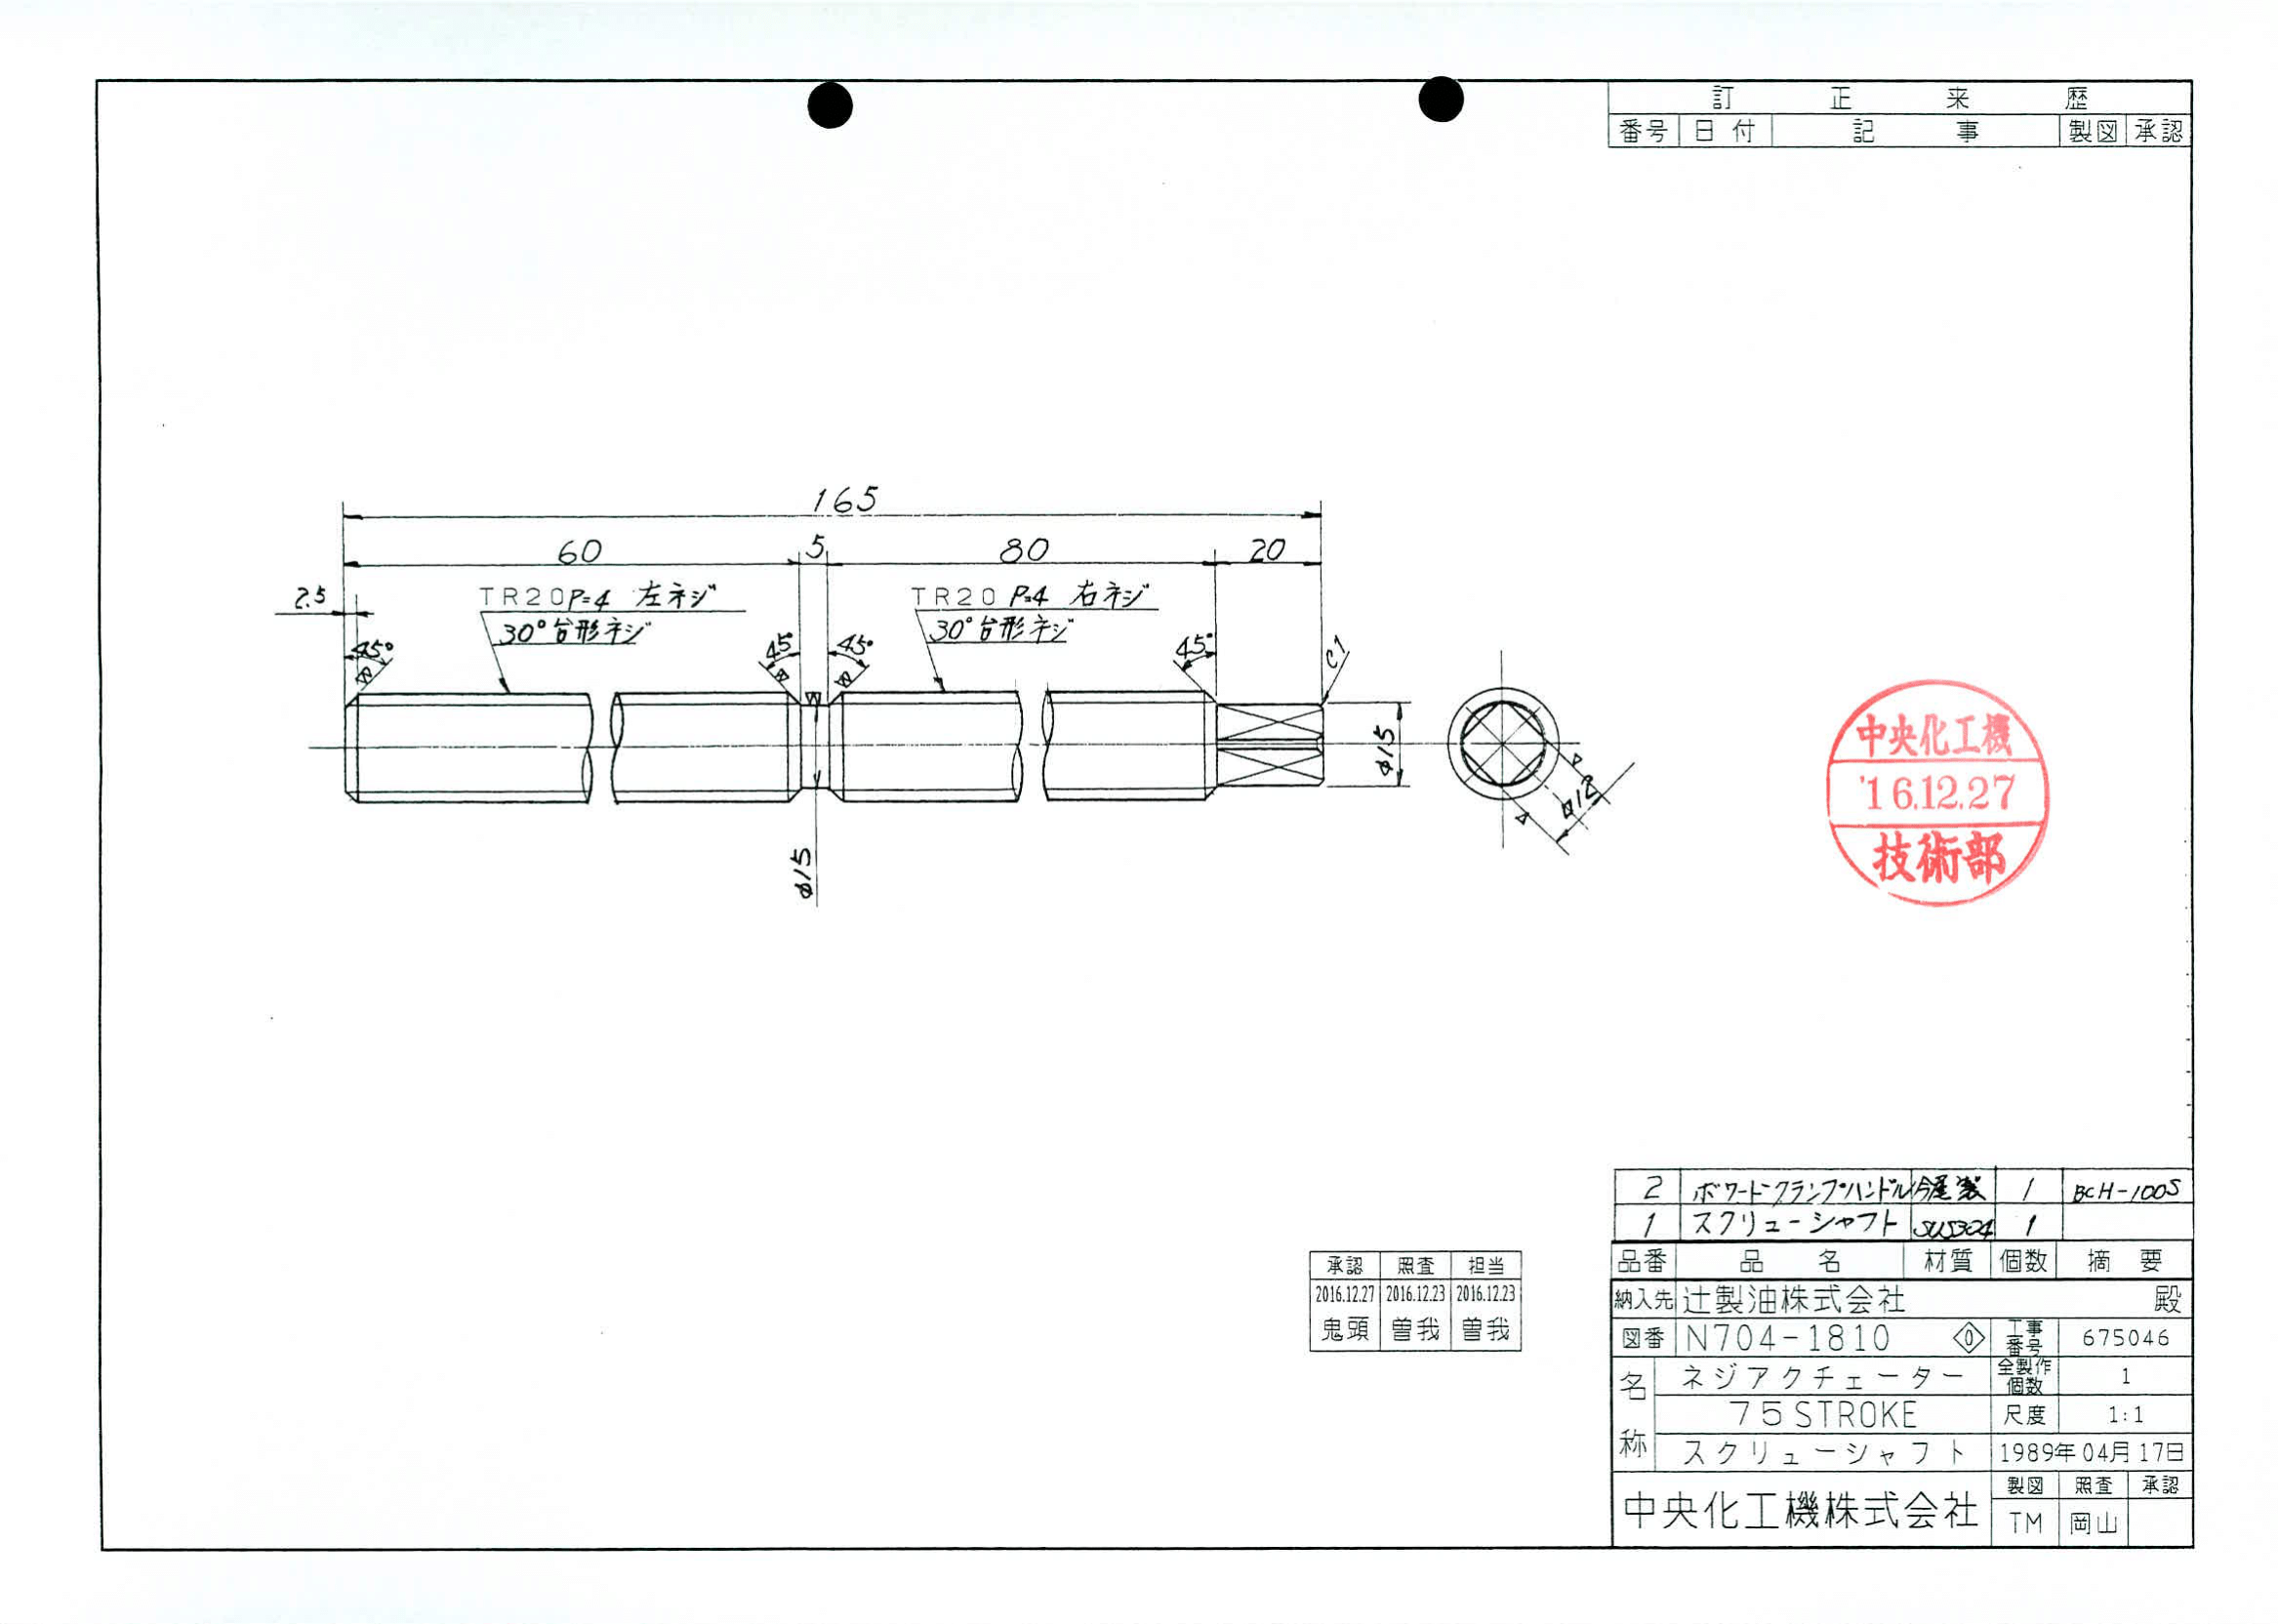 訂正来歴
番号 日付 記事 製図 承認
165
60 5 80 20
2.5
TR20 P=4 左ネジ
30°台形ネジ
TR20 P=4 右ネジ
30°台形ネジ
45° 45° 45° 45° C1
φ15
φ15
□12
中央化工機
'16.12.27
技術部
2 ボワードクランプハンドル 今尾製 1 BCH-100S
1 スクリューシャフト SUS304 1
品番 品名 材質 個数 摘要
納入先 辻製油株式会社 殿
図番 N704-1810 0 工事番号 675046
名称 ネジアクチェーター 全製作個数 1
75STROKE 尺度 1:1
スクリューシャフト 1989年04月17日
中央化工機株式会社 製図 照査 承認
TM 岡山
承認 照査 担当
2016.12.27 2016.12.23 2016.12.23
鬼頭 曽我 曽我